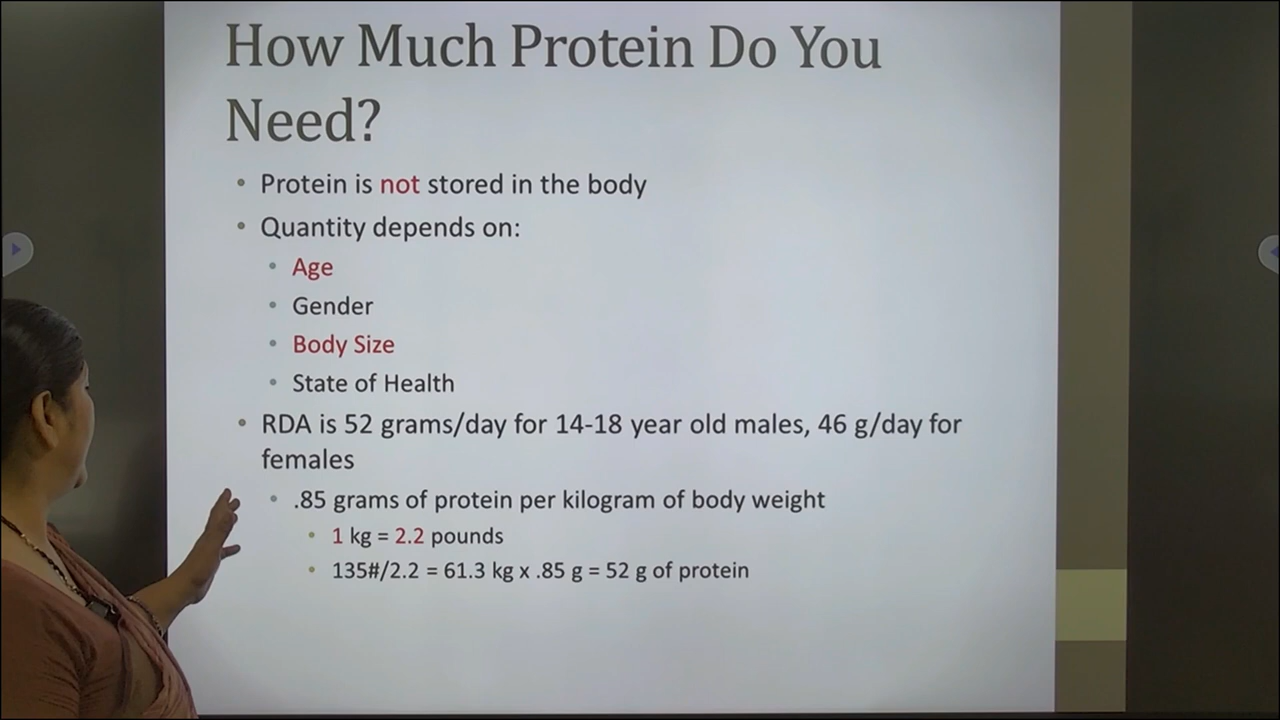 How Much Protein Do You
Need?
• Protein is not stored in the body
• Quantity depends on:
• Age
• Gender
• Body Size
• State of Health
• RDA is 52 grams/day for 14-18 year old males, 46 g/day for
females
• .85 grams of protein per kilogram of body weight
• 1 kg = 2.2 pounds
• 135#/2.2 = 61.3 kg x .85 g = 52 g of protein